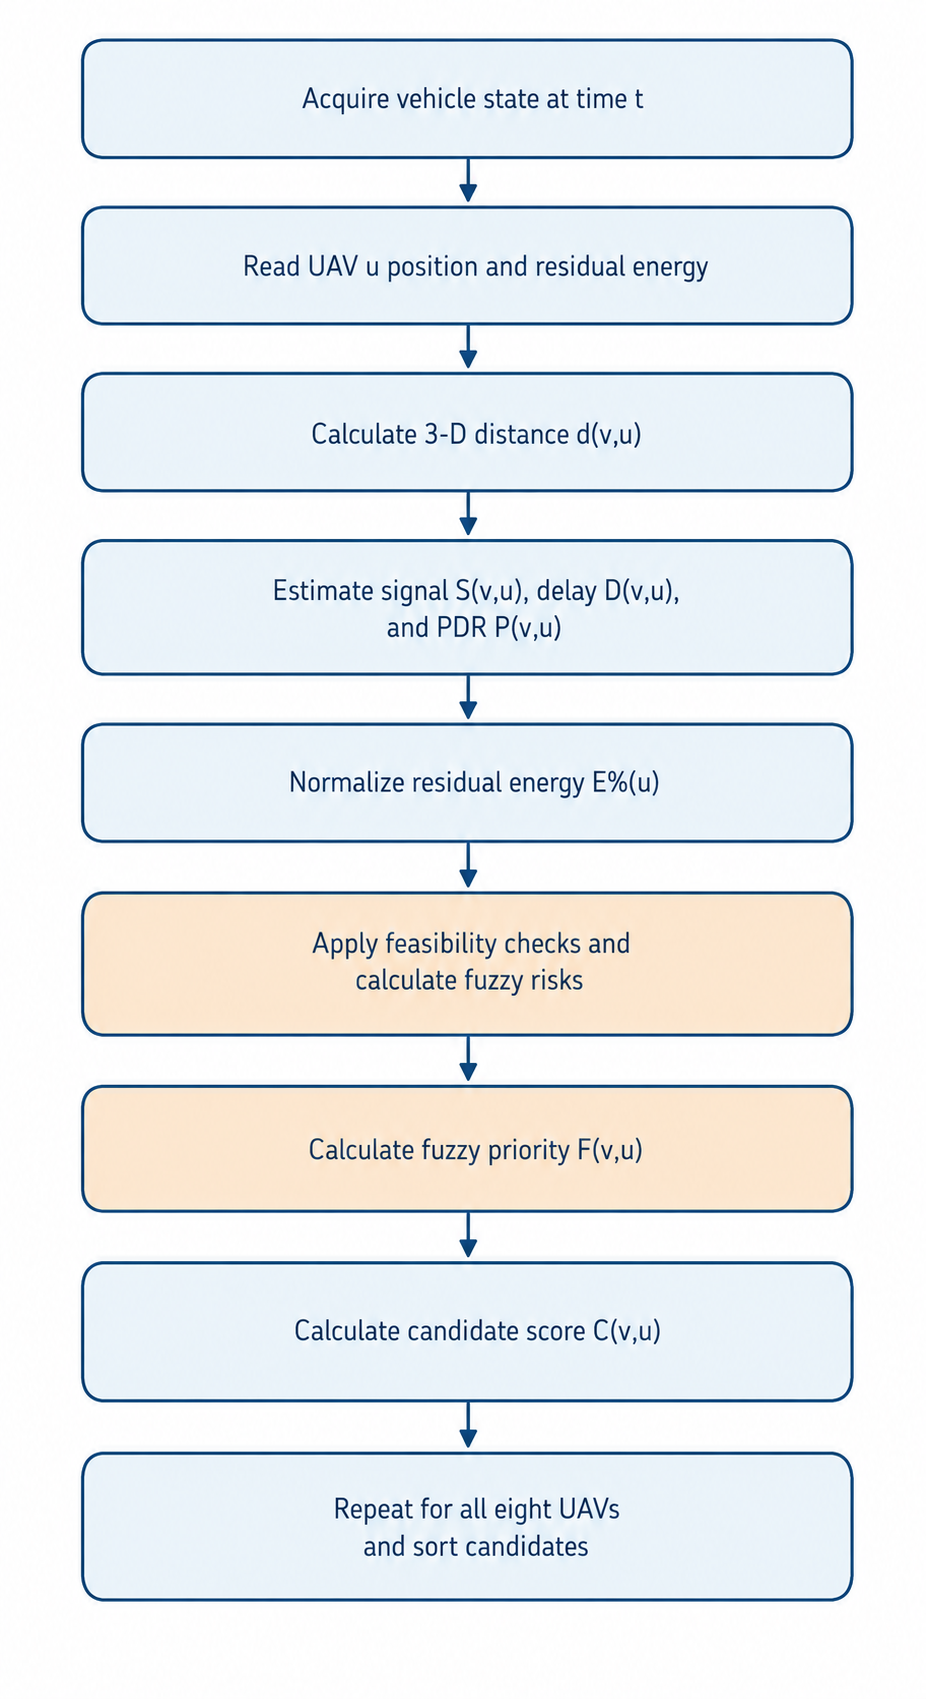 Acquire vehicle state at time t
Read UAV u position and residual energy
Calculate 3-D distance d(v,u)
Estimate signal S(v,u), delay D(v,u),
and PDR P(v,u)
Normalize residual energy E%(u)
Apply feasibility checks and
calculate fuzzy risks
Calculate fuzzy priority F(v,u)
Calculate candidate score C(v,u)
Repeat for all eight UAVs
and sort candidates